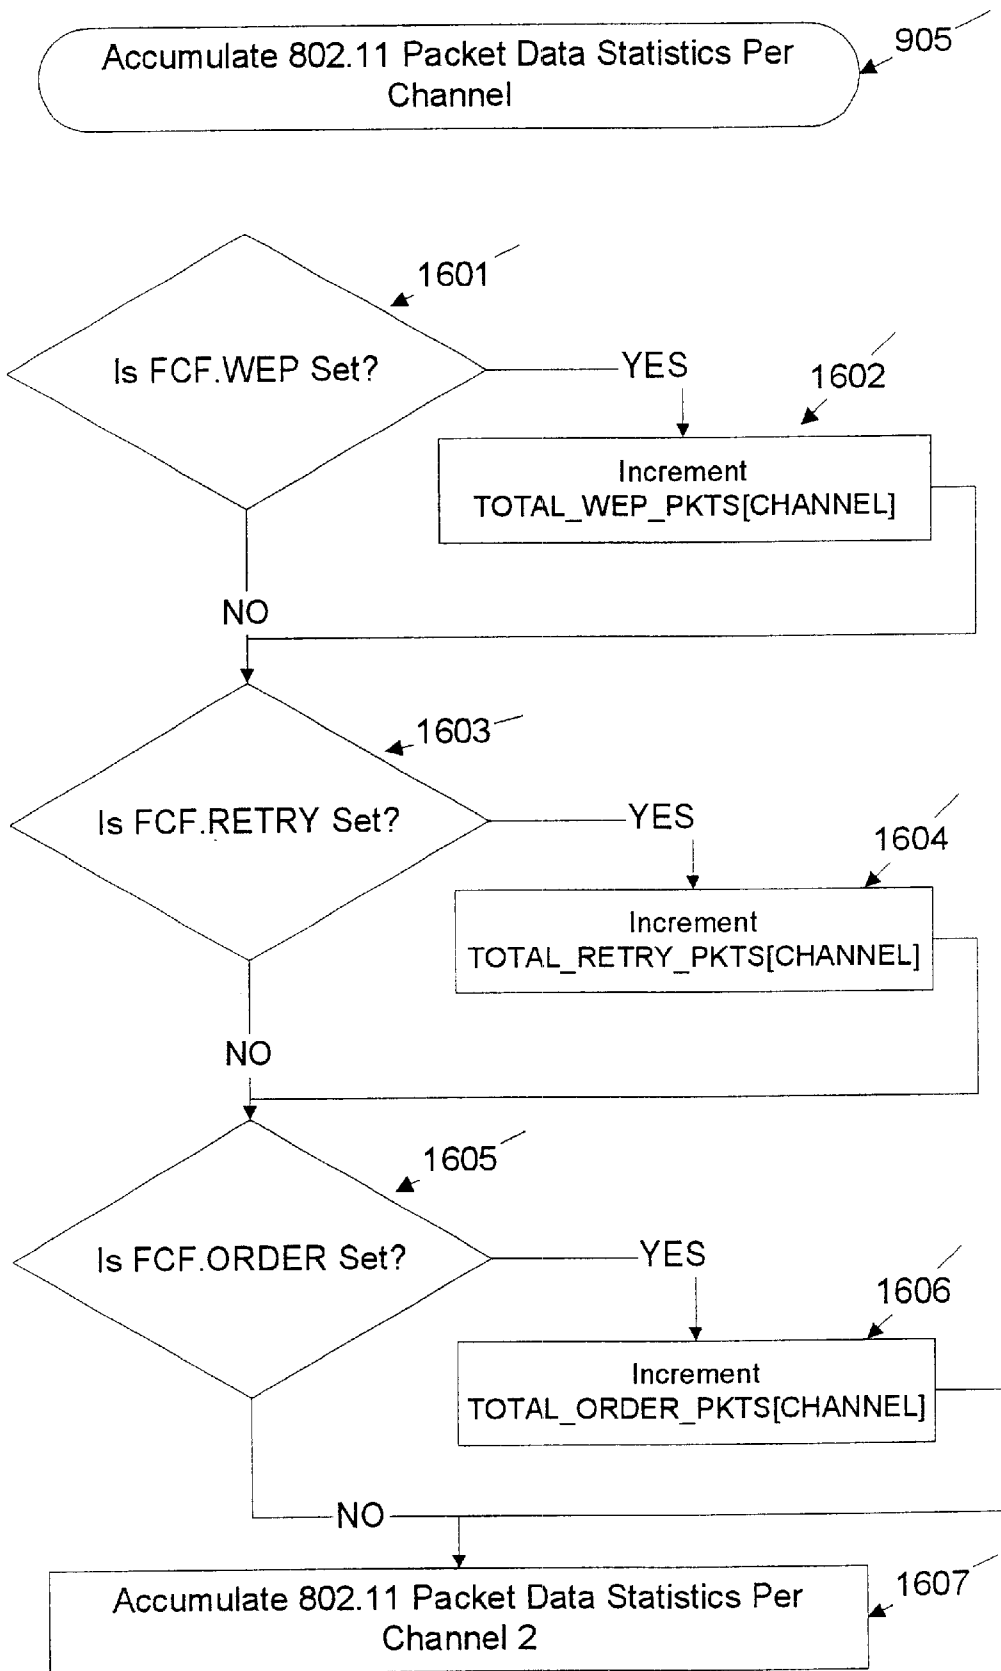 Accumulate 802.11 Packet Data Statistics Per
Channel
905
1601
Is FCF.WEP Set?
YES
1602
Increment
TOTAL_WEP_PKTS[CHANNEL]
NO
1603
Is FCF.RETRY Set?
YES
1604
Increment
TOTAL_RETRY_PKTS[CHANNEL]
NO
1605
Is FCF.ORDER Set?
YES
1606
Increment
TOTAL_ORDER_PKTS[CHANNEL]
NO
Accumulate 802.11 Packet Data Statistics Per
Channel 2
1607